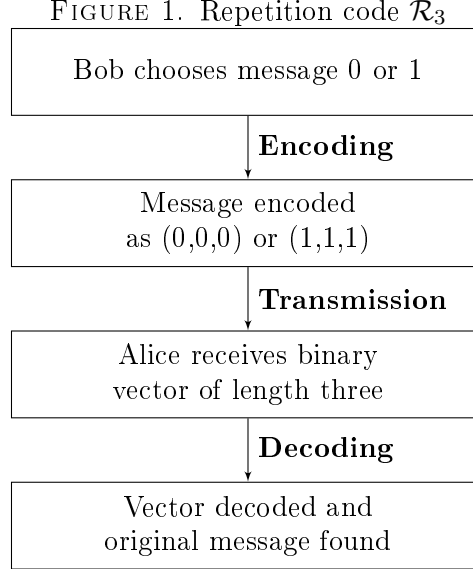 FIGURE 1. Repetition code R₃
Bob chooses message 0 or 1
Encoding
Message encoded
as (0,0,0) or (1,1,1)
Transmission
Alice receives binary
vector of length three
Decoding
Vector decoded and
original message found